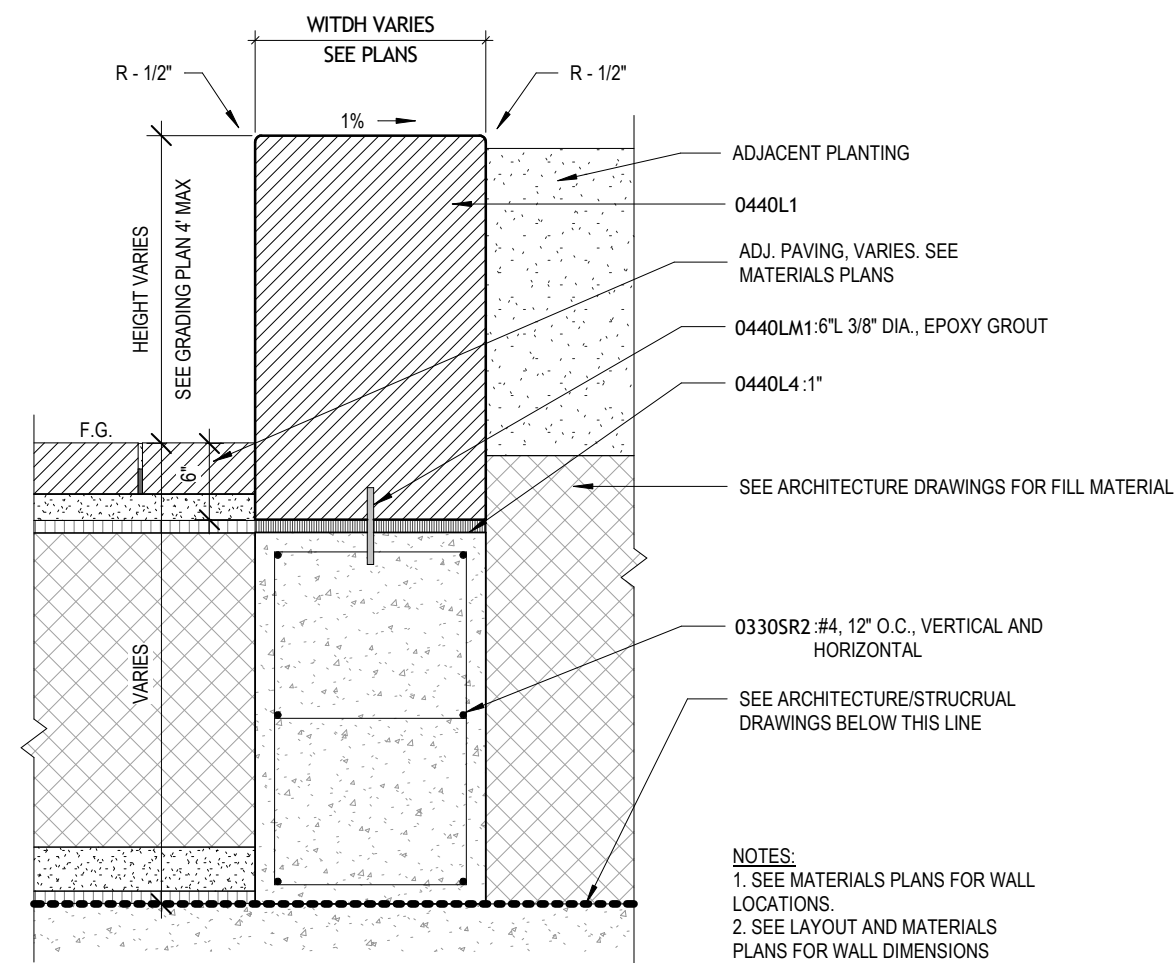 WITDH VARIES
SEE PLANS
R - 1/2"
R - 1/2"
1%
ADJACENT PLANTING
0440L1
ADJ. PAVING, VARIES. SEE
MATERIALS PLANS
0440LM1:6"L 3/8" DIA., EPOXY GROUT
0440L4:1"
HEIGHT VARIES
SEE GRADING PLAN 4' MAX
F.G.
6"
SEE ARCHITECTURE DRAWINGS FOR FILL MATERIAL
0330SR2:#4, 12" O.C., VERTICAL AND
HORIZONTAL
VARIES
SEE ARCHITECTURE/STRUCRUAL
DRAWINGS BELOW THIS LINE
NOTES:
1. SEE MATERIALS PLANS FOR WALL
LOCATIONS.
2. SEE LAYOUT AND MATERIALS
PLANS FOR WALL DIMENSIONS